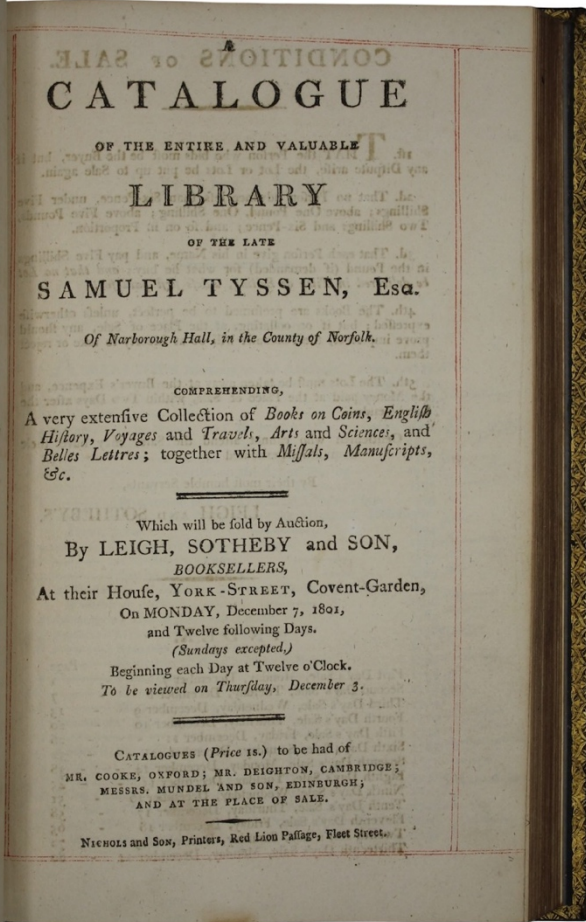 A
CATALOGUE
OF THE ENTIRE AND VALUABLE
LIBRARY
OF THE LATE
SAMUEL TYSSEN, Esq.
Of Narborough Hall, in the County of Norfolk.
COMPREHENDING,
A very extenſive Collection of Books on Coins, Engliſh
Hiſtory, Voyages and Travels, Arts and Sciences, and
Belles Lettres; together with Miſſals, Manuſcripts,
&c.
Which will be ſold by Auction,
By LEIGH, SOTHEBY and SON,
BOOKSELLERS,
At their Houſe, YORK-STREET, Covent-Garden,
On MONDAY, December 7, 1801,
and Twelve following Days.
(Sundays excepted.)
Beginning each Day at Twelve o'Clock.
To be viewed on Thurſday, December 3.
CATALOGUES (Price 1s.) to be had of
MR. COOKE, OXFORD; MR. DEIGHTON, CAMBRIDGE;
MESSRS. MUNDEL AND SON, EDINBURGH;
AND AT THE PLACE OF SALE.
NICHOLS and SON, Printers, Red Lion Paſſage, Fleet Street.